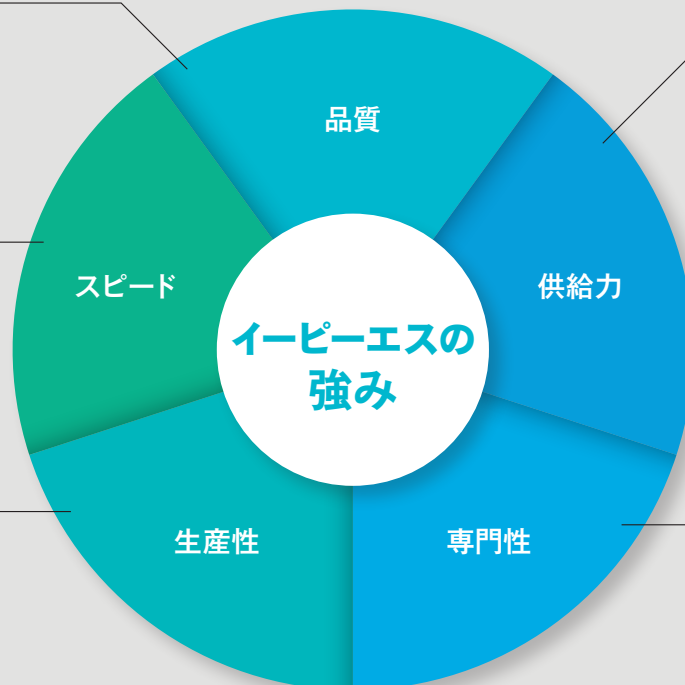 品質
スピード
供給力
イーピーエスの
強み
生産性
専門性